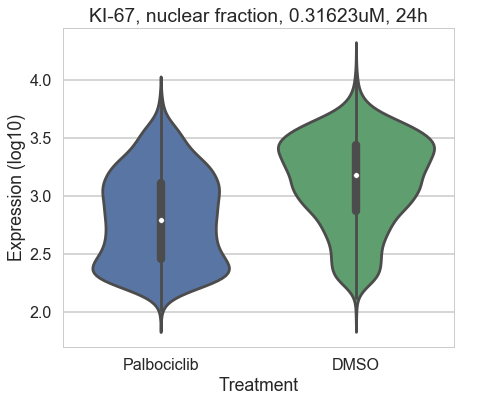 KI-67, nuclear fraction, 0.31623uM, 24h
Expression (log10)
4.0
3.5
3.0
2.5
2.0
Palbociclib DMSO
Treatment